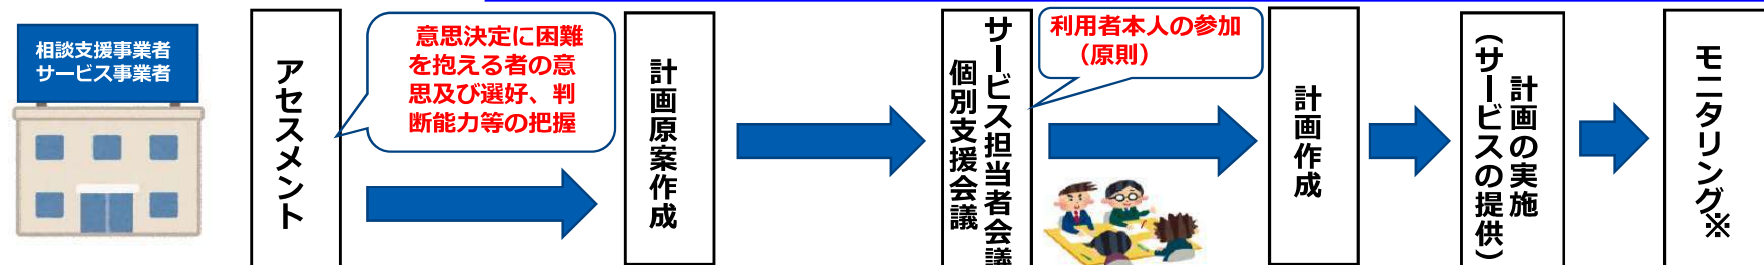 相談支援事業者
サービス事業者
アセスメント
意思決定に困難
を抱える者の意
思及び選好、判
断能力等の把握
計画原案作成
サービス担当者会議
個別支援会議
利用者本人の参加
(原則)
計画作成
計画の実施
(サービスの提供)
モニタリング※